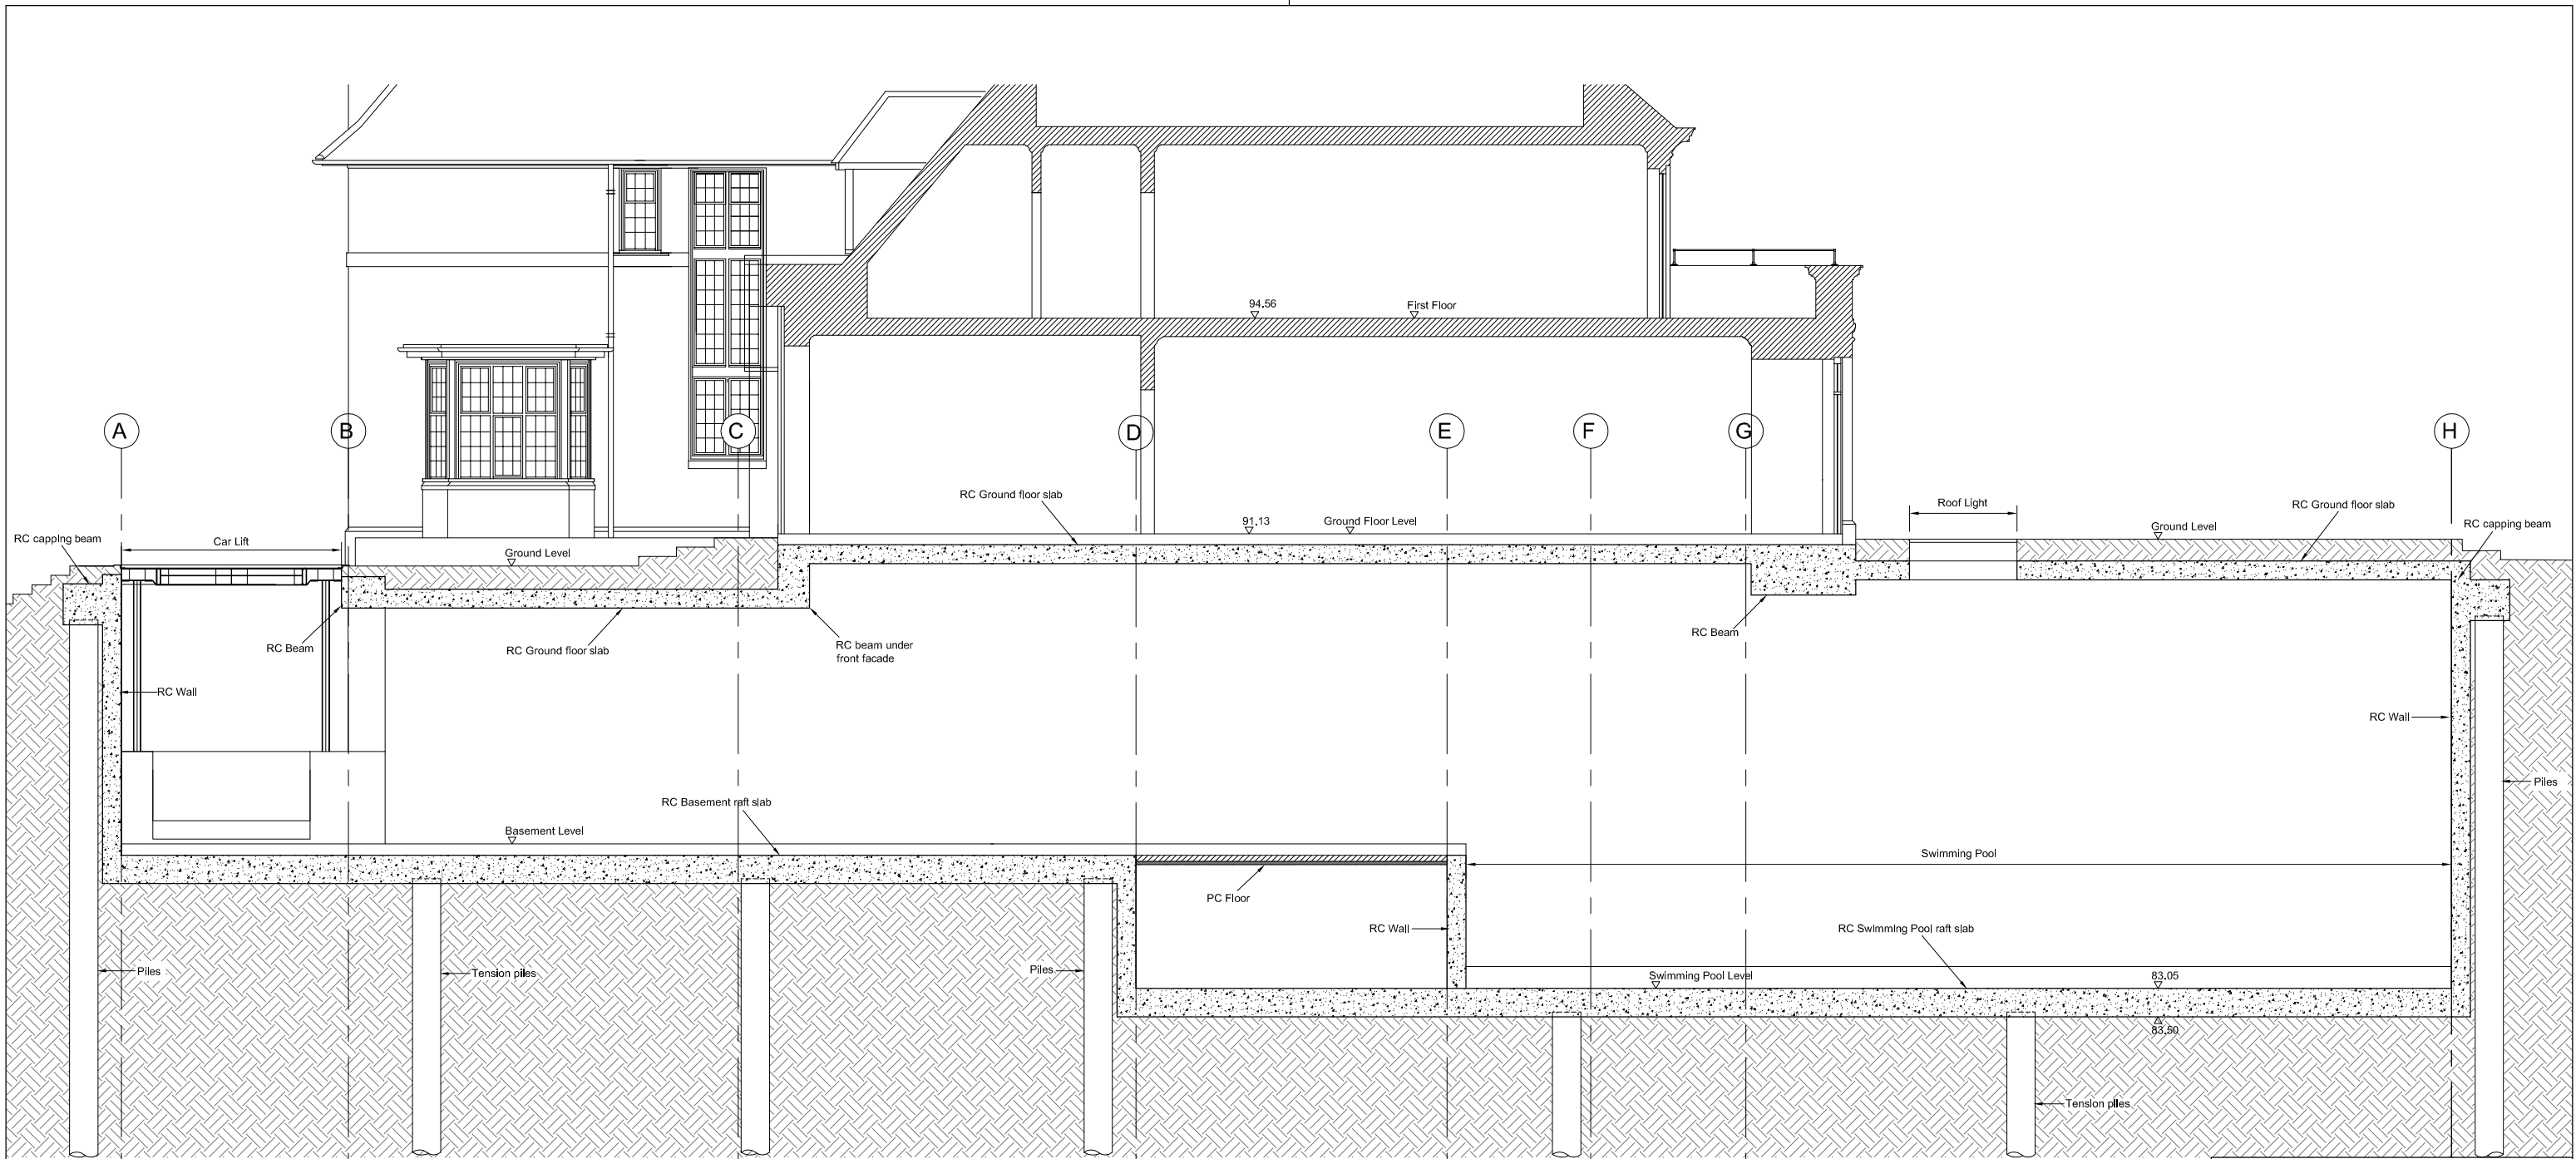 94.56
First Floor
A
B
C
D
E
F
G
H
RC Ground floor slab
Roof Light
RC Ground floor slab
91.13
Ground Floor Level
Ground Level
RC capping beam
RC capping beam
Car Lift
Ground Level
RC Beam
RC Ground floor slab
RC beam under
front facade
RC Beam
RC Wall
RC Wall
Piles
RC Basement raft slab
Basement Level
Swimming Pool
PC Floor
RC Wall
RC Swimming Pool raft slab
Piles
Tension piles
Piles
Swimming Pool Level
83.05
83.50
Tension piles